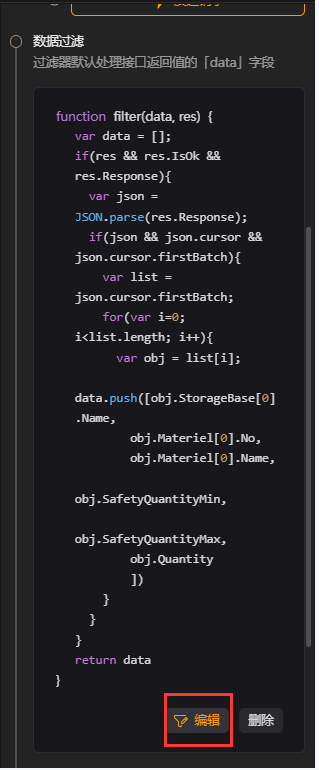 数据过滤
过滤器默认处理接口返回值的「data」字段
function filter(data, res) {
var data = [];
if(res && res.IsOk &&
res.Response){
var json =
JSON.parse(res.Response);
if(json && json.cursor &&
json.cursor.firstBatch){
var list =
json.cursor.firstBatch;
for(var i=0;
i<list.length; i++){
var obj = list[i];
data.push([obj.StorageBase[0]
.Name,
obj.Materiel[0].No,
obj.Materiel[0].Name,
obj.SafetyQuantityMin,
obj.SafetyQuantityMax,
obj.Quantity
])
}
}
}
return data
}
编辑 删除